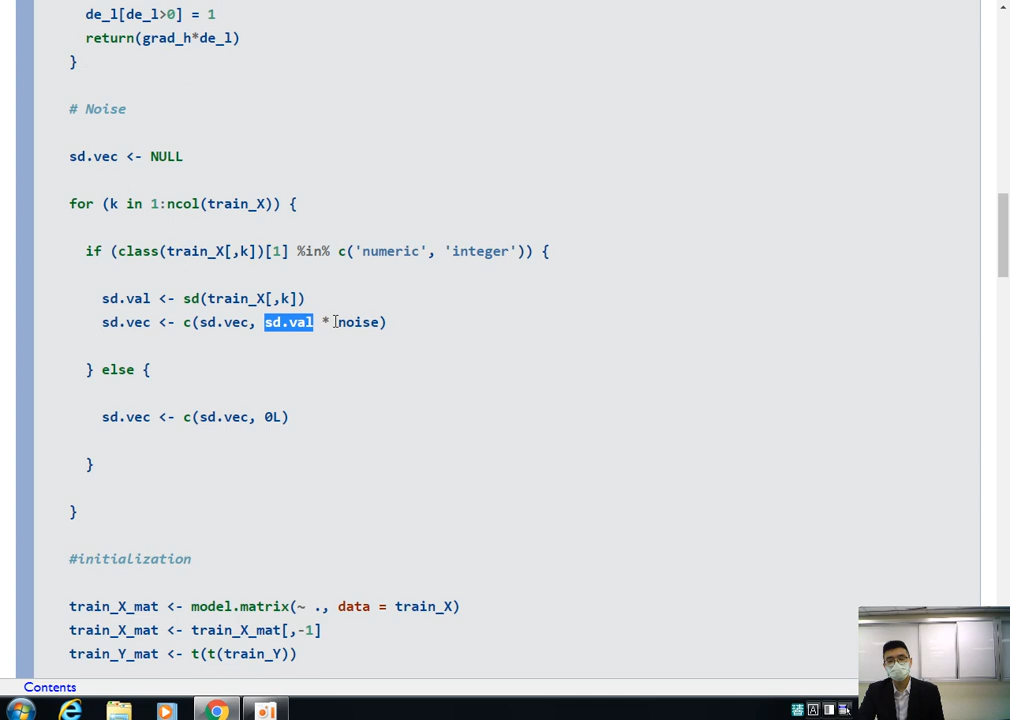 de_l[de_l>0] = 1
return(grad_h*de_l)
}
# Noise
sd.vec <- NULL
for (k in 1:ncol(train_X)) {
if (class(train_X[,k])[1] %in% c('numeric', 'integer')) {
sd.val <- sd(train_X[,k])
sd.vec <- c(sd.vec, sd.val * noise)
} else {
sd.vec <- c(sd.vec, 0L)
}
}
#initialization
train_X_mat <- model.matrix(~ ., data = train_X)
train_X_mat <- train_X_mat[,-1]
train_Y_mat <- t(t(train_Y))
Contents